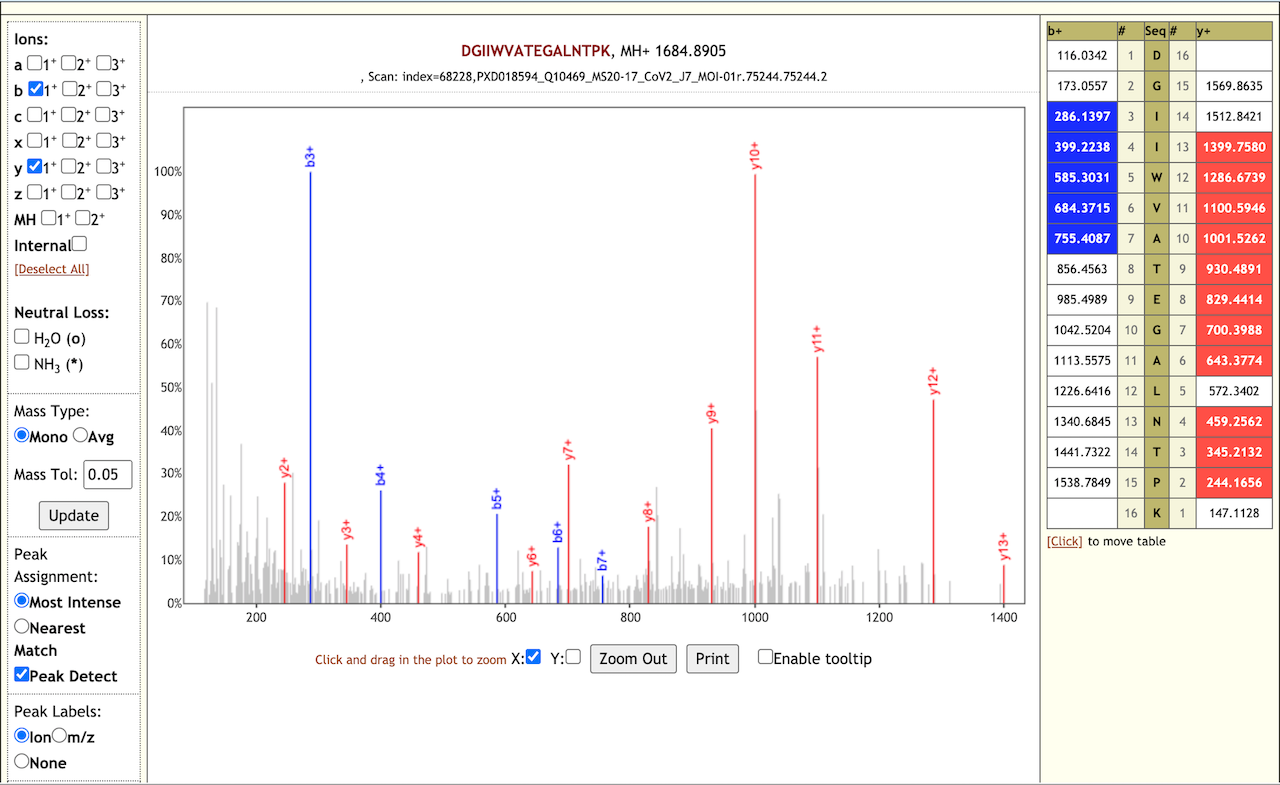 Ions:
a 1+ 2+ 3+
b 1+ 2+ 3+
c 1+ 2+ 3+
x 1+ 2+ 3+
y 1+ 2+ 3+
z 1+ 2+ 3+
MH 1+ 2+
Internal
[Deselect All]
Neutral Loss:
H2O (o)
NH3 (*)
Mass Type:
Mono Avg
Mass Tol: 0.05
Update
Peak
Assignment:
Most Intense
Nearest
Match
Peak Detect
Peak Labels:
Ion m/z
None
DGIIWVATEGALNTPK, MH+ 1684.8905
, Scan: index=68228,PXD018594_Q10469_MS20-17_CoV2_J7_MOI-01r.75244.75244.2
100%
90%
80%
70%
60%
50%
40%
30%
20%
10%
0%
y2+
b3+
y3+
b4+
y4+
b5+
y6+
b6+
y7+
b7+
y8+
y9+
y10+
y11+
y12+
y13+
200 400 600 800 1000 1200 1400
Click and drag in the plot to zoom X: Y: Zoom Out Print Enable tooltip
b+ # Seq # y+
116.0342 1 D 16
173.0557 2 G 15 1569.8635
286.1397 3 I 14 1512.8421
399.2238 4 I 13 1399.7580
585.3031 5 W 12 1286.6739
684.3715 6 V 11 1100.5946
755.4087 7 A 10 1001.5262
856.4563 8 T 9 930.4891
985.4989 9 E 8 829.4414
1042.5204 10 G 7 700.3988
1113.5575 11 A 6 643.3774
1226.6416 12 L 5 572.3402
1340.6845 13 N 4 459.2562
1441.7322 14 T 3 345.2132
1538.7849 15 P 2 244.1656
16 K 1 147.1128
[Click] to move table